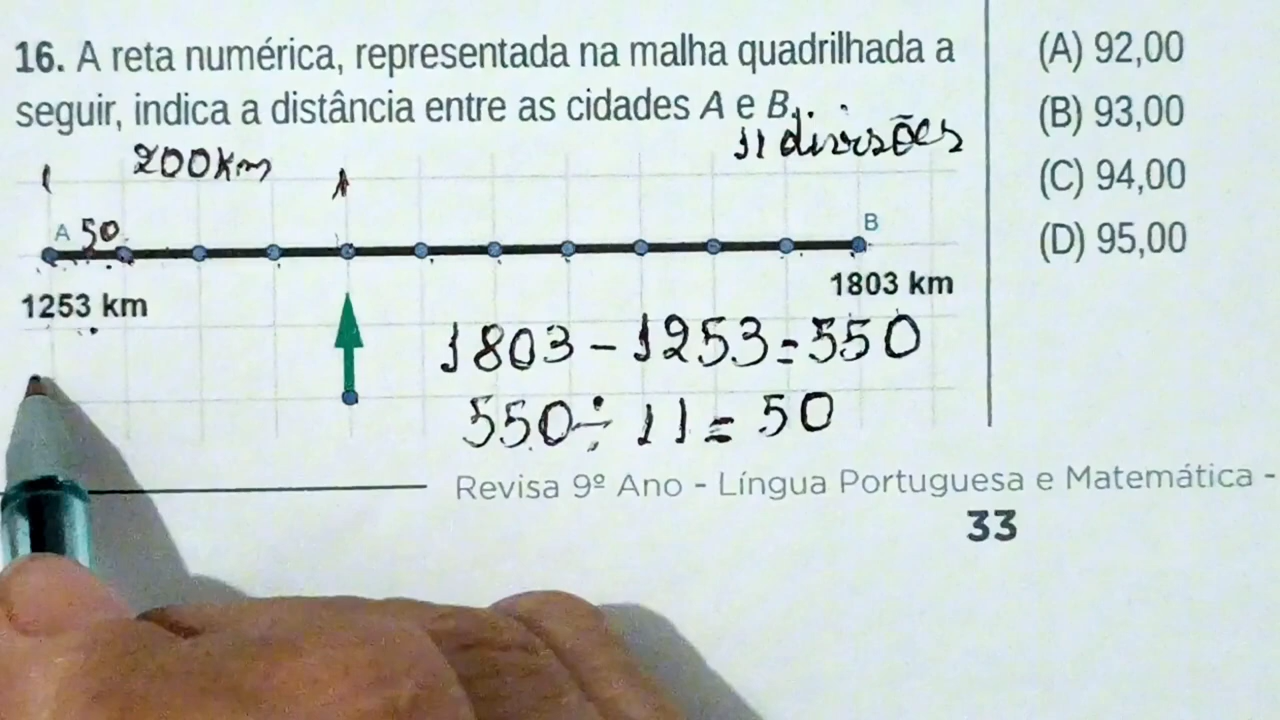 16. A reta numérica, representada na malha quadrilhada a
seguir, indica a distância entre as cidades A e B.
11 divisões
200 km
A 50
B
1253 km
1803 km
1803 - 1253 = 550
550 ÷ 11 = 50
Revisa 9º Ano - Língua Portuguesa e Matemática -
33
(A) 92,00
(B) 93,00
(C) 94,00
(D) 95,00